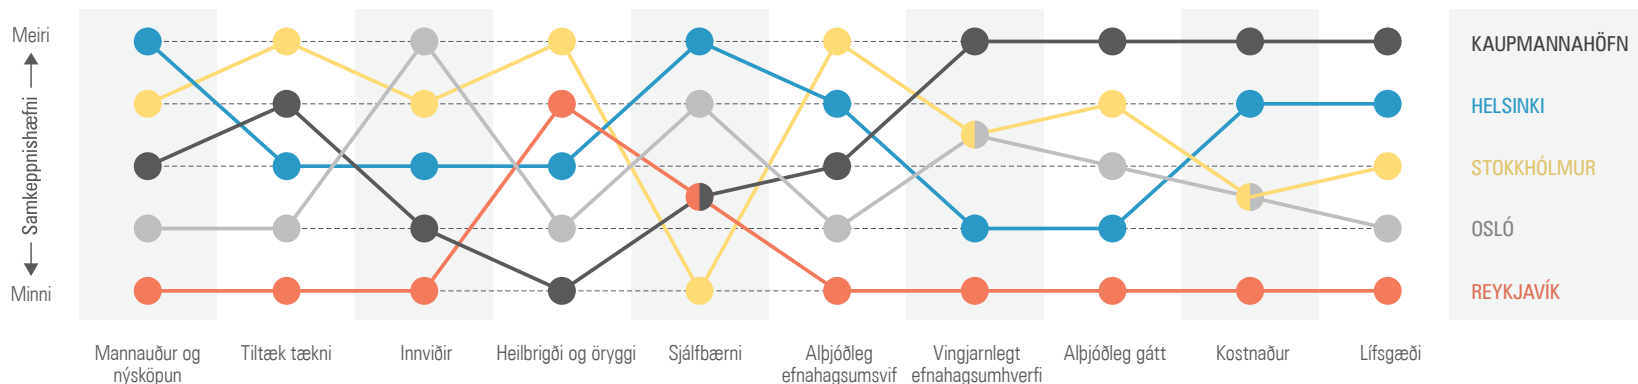 Meiri
Samkeppnishæfni
Minni
KAUPMANNAHÖFN
HELSINKI
STOKKHÓLMUR
OSLÓ
REYKJAVÍK
Mannauður og
nýsköpun
Tiltæk tækni
Innviðir
Heilbrigði og öryggi
Sjálfbærni
Alþjóðleg
efnahagsumsvif
Vingjarnlegt
efnahagsumhverfi
Alþjóðleg gátt
Kostnaður
Lífsgæði